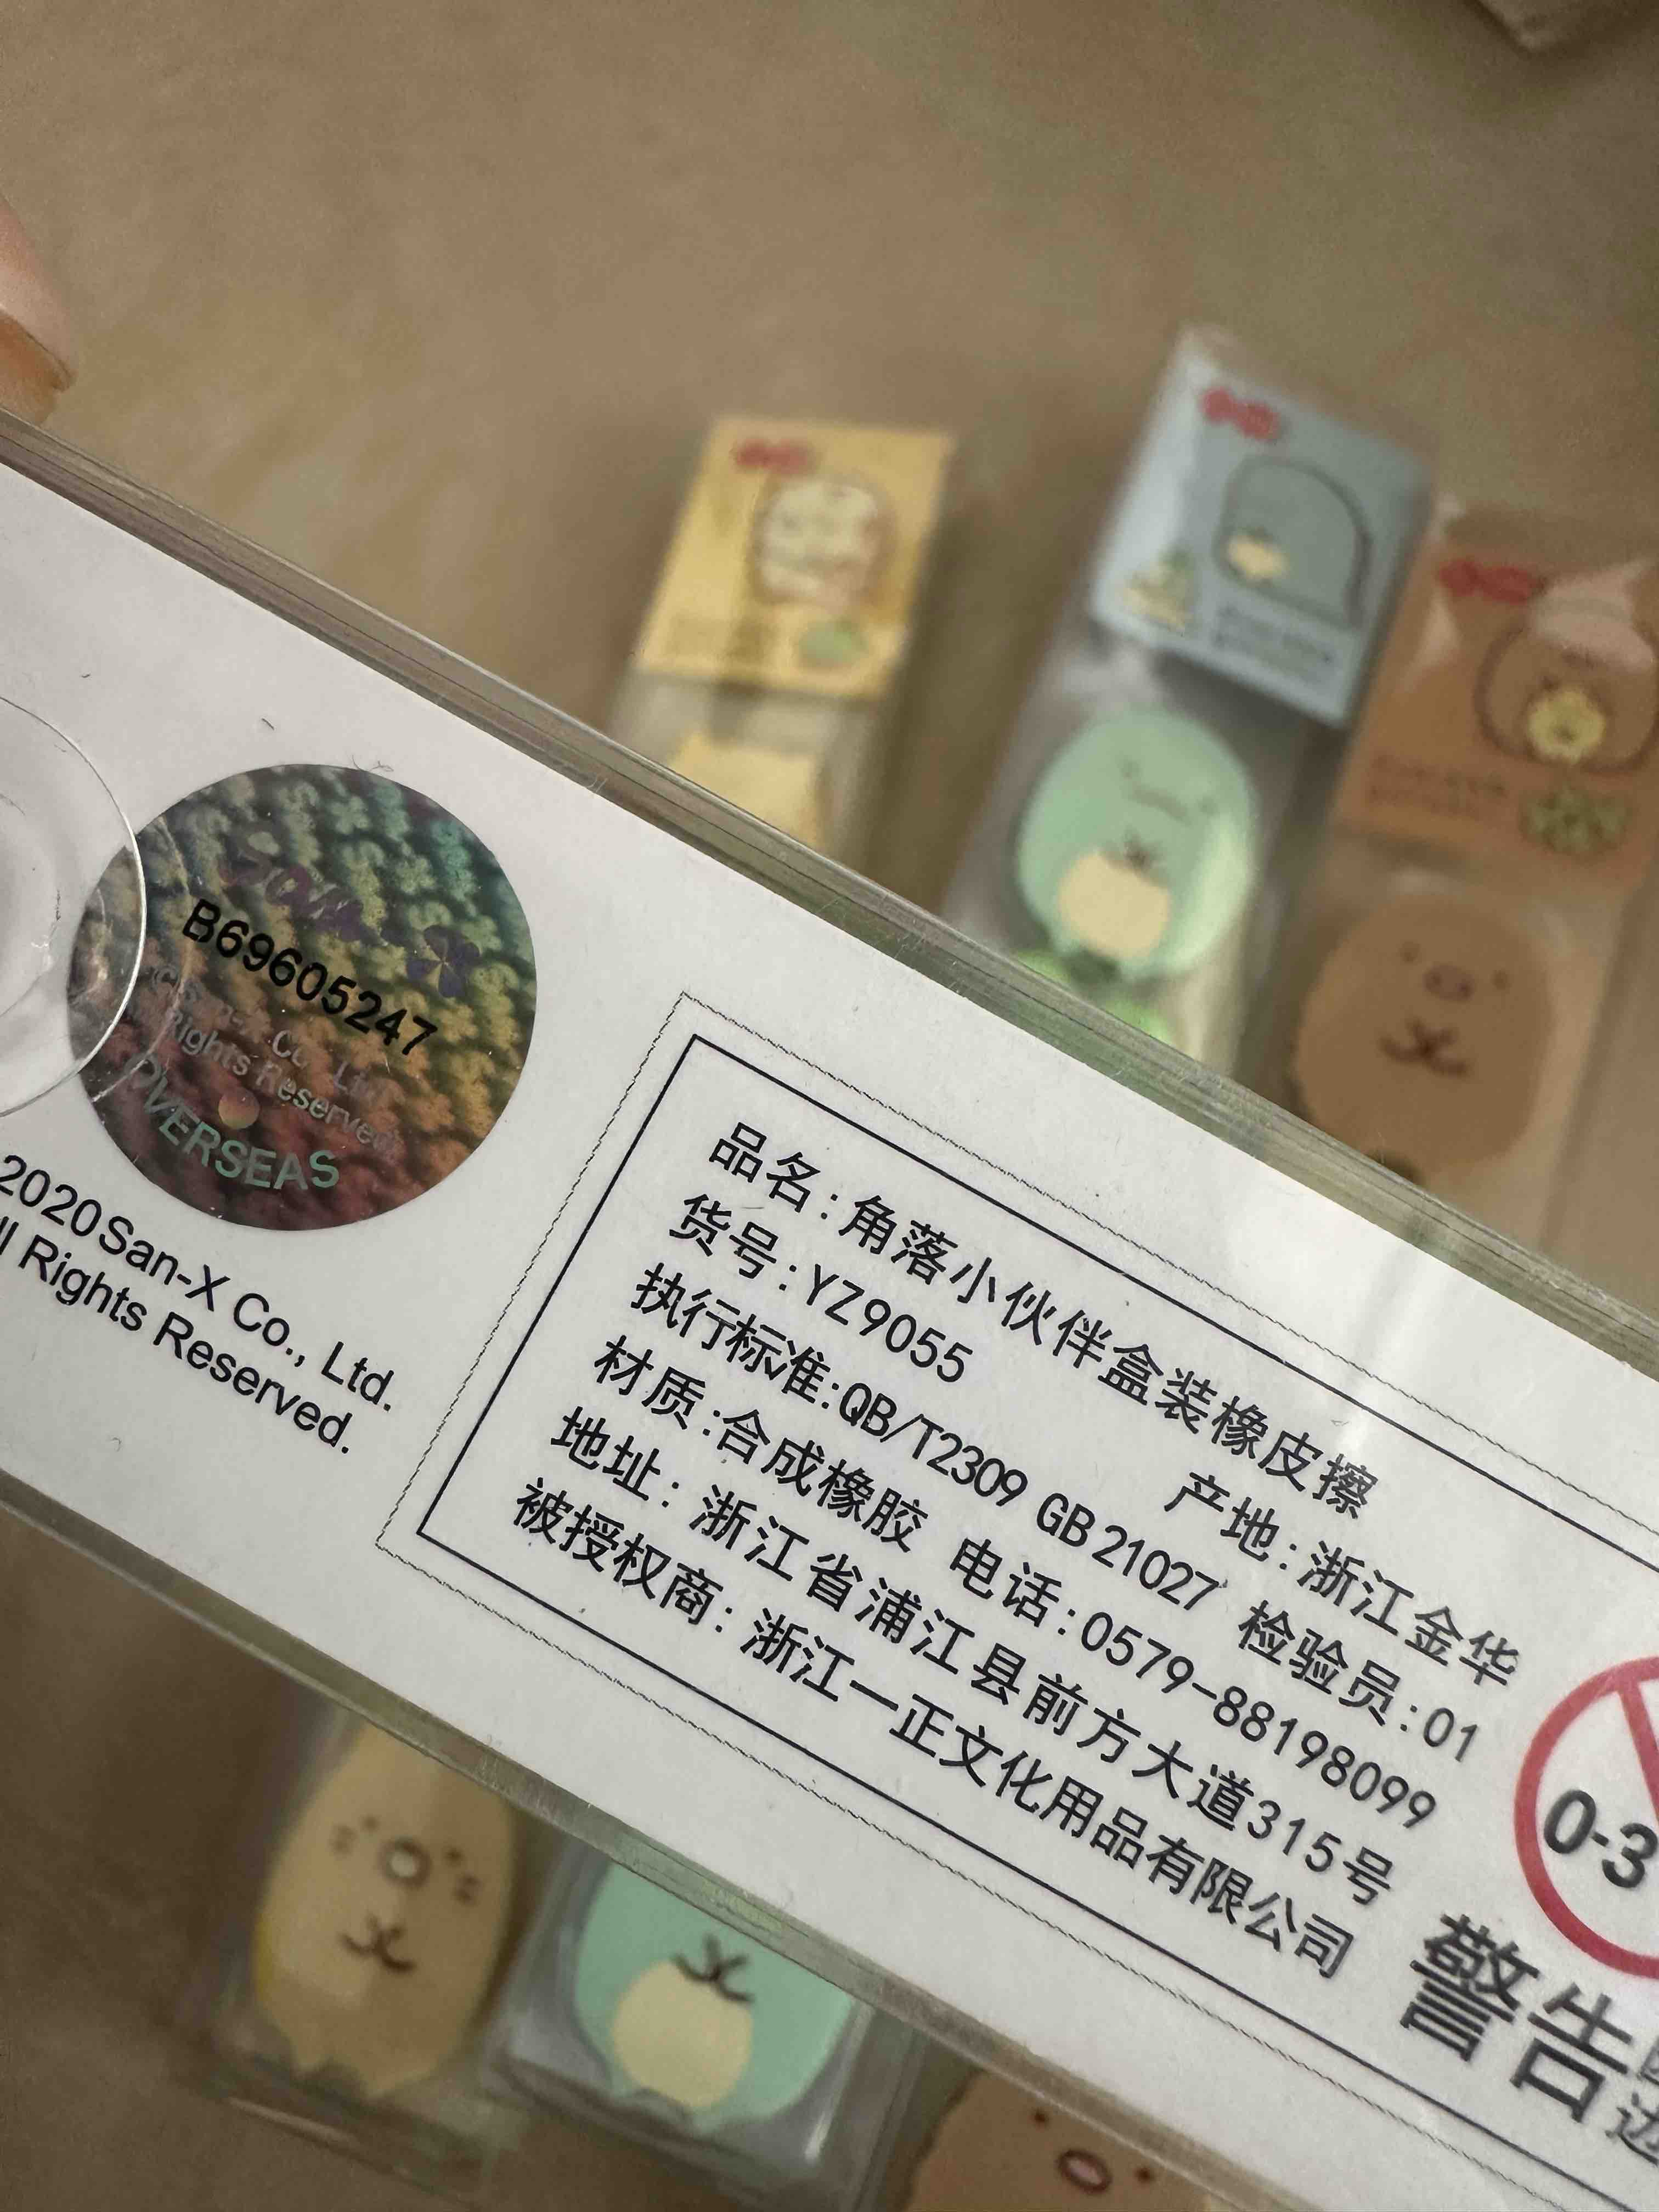 B69605247
Rights Reserved
OVERSEAS
2020 San-X Co., Ltd.
Rights Reserved.
品名：角落小伙伴盒装橡皮擦
货号：YZ9055 产地：浙江金华
执行标准：QB/T2309 GB21027 检验员：01
材质：合成橡胶 电话：0579-88198099
地址：浙江省浦江县前方大道315号
被授权商：浙江一正文化用品有限公司
0-3
警告